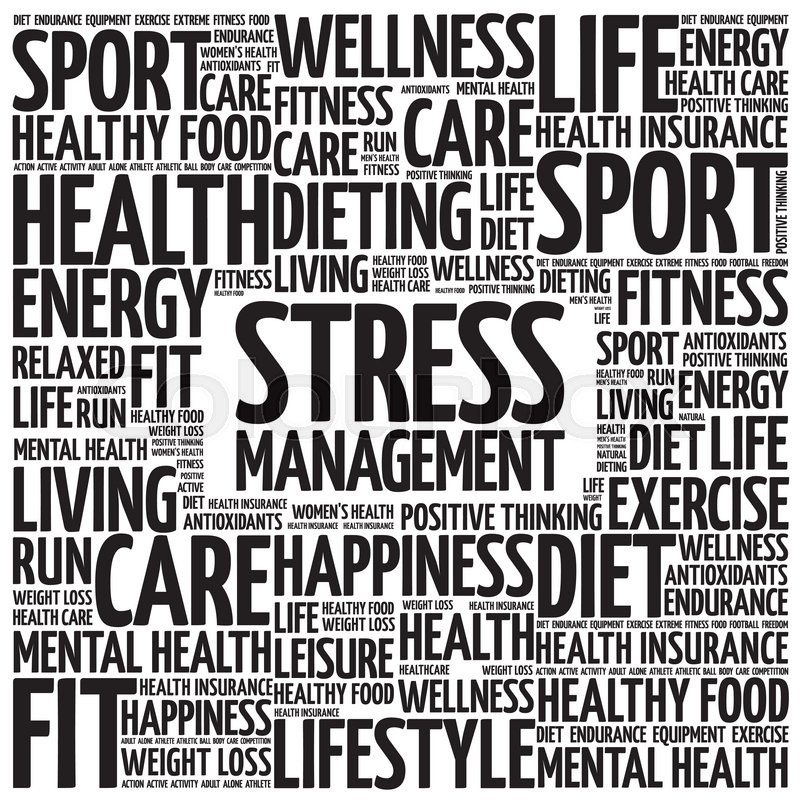 DIET ENDURANCE EQUIPMENT EXERCISE EXTREME FITNESS FOOD
SPORT
ENDURANCE
WOMEN'S HEALTH
ANTIOXIDANTS FIT
CARE
HEALTHY FOOD
ACTION ACTIVE ACTIVITY ADULT ALONE ATHLETE ATHLETIC BALL BODY CARE COMPETITION
WELLNESS
FITNESS
ANTIOXIDANTS MENTAL HEALTH
CARE
RUN
MEN'S HEALTH
FITNESS
CARE
POSITIVE THINKING
LIFE
DIET ENDURANCE EQUIPMENT
ENERGY
HEALTH CARE
POSITIVE THINKING
HEALTH INSURANCE
SPORT
POSITIVE THINKING
DIET ENDURANCE EQUIPMENT EXERCISE EXTREME FITNESS FOOD FOOTBALL FREEDOM
HEALTH
DIETING
LIFE
DIET
LIVING
HEALTHY FOOD
WEIGHT LOSS
HEALTH CARE
WELLNESS
HEALTHY FOOD POSITIVE THINKING
ENERGY
FITNESS
HEALTHY FOOD
DIETING
MEN'S HEALTH
WEIGHT LOSS
LIFE
FITNESS
STRESS
MANAGEMENT
RELAXED
FIT
ANTIOXIDANTS
LIFE RUN
HEALTHY FOOD
WEIGHT LOSS
POSITIVE THINKING
WOMEN'S HEALTH
MENTAL HEALTH
FITNESS
POSITIVE
ACTIVE
LIVING
DIET HEALTH INSURANCE
ANTIOXIDANTS
SPORT
ANTIOXIDANTS
POSITIVE THINKING
HEALTHY FOOD
MEN'S HEALTH
RUN
ENERGY
LIVING
NATURAL
HEALTH
MEN'S HEALTH
POSITIVE THINKING
NATURAL
DIETING
DIET
LIFE
LIFE
WEIGHT
EXERCISE
WOMEN'S HEALTH
HEALTH INSURANCE HEALTH INSURANCE
POSITIVE THINKING
RUN
CARE
WEIGHT LOSS
HEALTH CARE
MENTAL HEALTH
HAPPINESS
LIFE
HEALTHY FOOD
WEIGHT LOSS
WEIGHT LOSS HEALTH INSURANCE
HEALTH
LEISURE
HEALTHCARE WEIGHT LOSS
HEALTHY FOOD
HEALTH INSURANCE
WELLNESS
LIFESTYLE
DIET
WELLNESS
ANTIOXIDANTS
ENDURANCE
DIET ENDURANCE EQUIPMENT EXERCISE EXTREME FITNESS FOOD FOOTBALL FREEDOM
HEALTH INSURANCE
ACTION ACTIVE ACTIVITY ADULT ALONE ATHLETE ATHLETIC BALL BODY CARE COMPETITION
HEALTHY FOOD
DIET ENDURANCE EQUIPMENT EXERCISE
MENTAL HEALTH
FIT
HEALTH INSURANCE
HAPPINESS
ADULT ALONE ATHLETE ATHLETIC BALL BODY CARE COMPETITION
WEIGHT LOSS
ACTION ACTIVE ACTIVITY ADULT ALONE ATHLETE